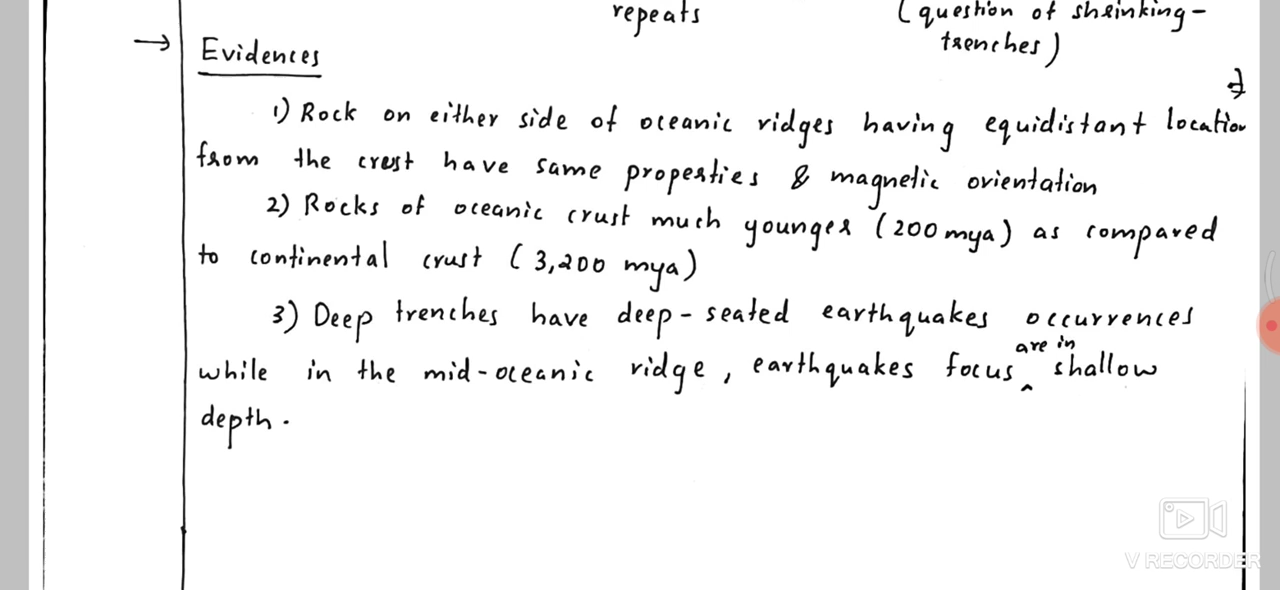 repeats (question of shrinking-
trenches)
→ Evidences
1) Rock on either side of oceanic ridges having equidistant location
from the crest have same properties & magnetic orientation
2) Rocks of oceanic crust much younger (200 mya) as compared
to continental crust (3,200 mya)
3) Deep trenches have deep-seated earthquakes occurrences
while in the mid-oceanic ridge, earthquakes focus are in shallow
depth.
V RECORDER